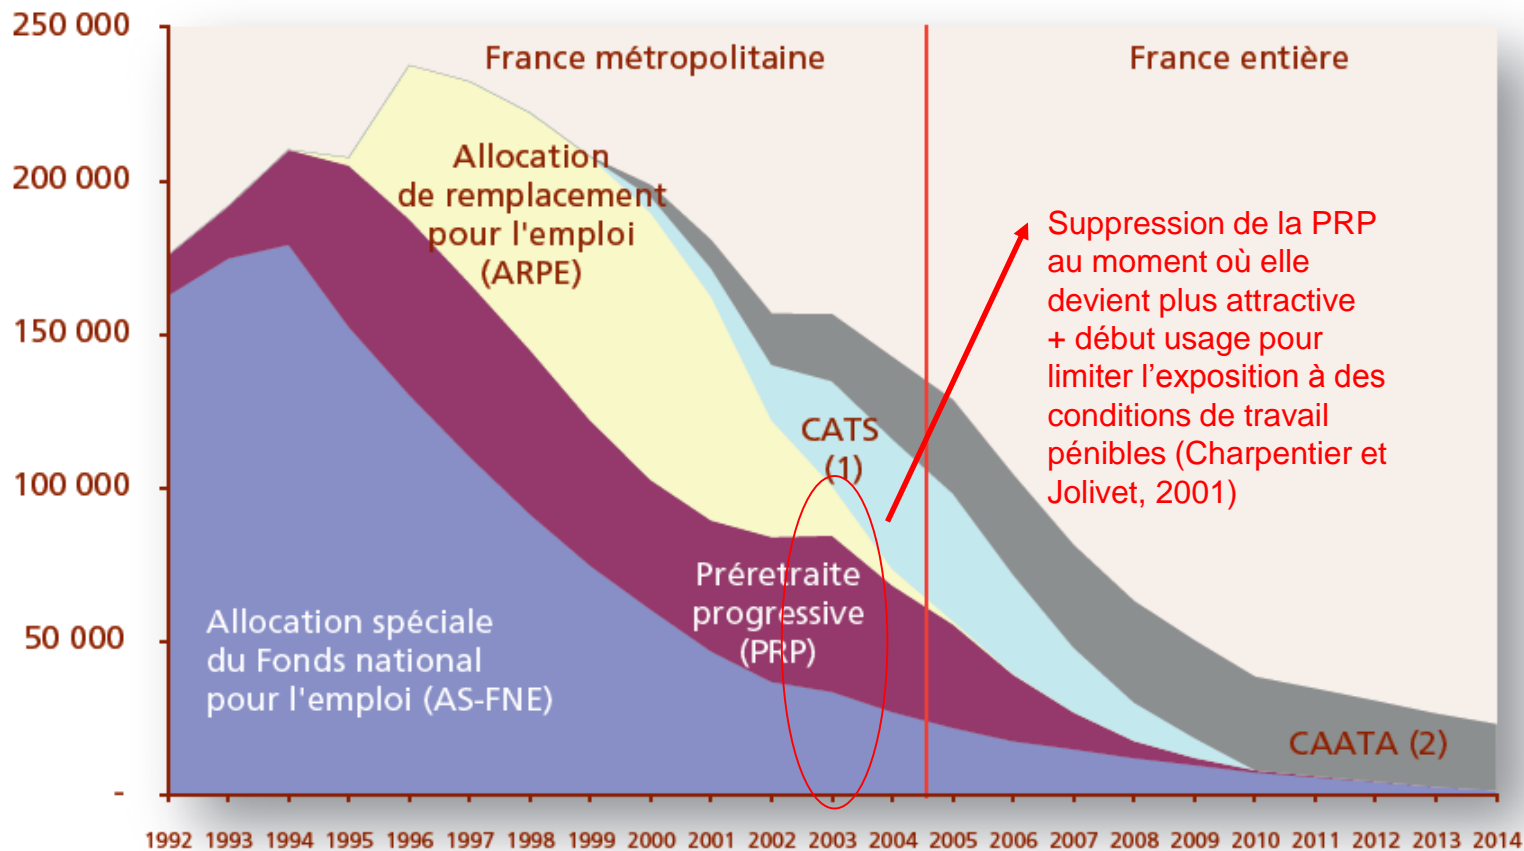 250 000
200 000
150 000
100 000
50 000
-
France métropolitaine
France entière
Allocation
de remplacement
pour l'emploi
(ARPE)
Suppression de la PRP
au moment où elle
devient plus attractive
+ début usage pour
limiter l’exposition à des
conditions de travail
pénibles (Charpentier et
Jolivet, 2001)
CATS
(1)
Préretraite
progressive
(PRP)
Allocation spéciale
du Fonds national
pour l'emploi (AS-FNE)
CAATA (2)
1992 1993 1994 1995 1996 1997 1998 1999 2000 2001 2002 2003 2004 2005 2006 2007 2008 2009 2010 2011 2012 2013 2014